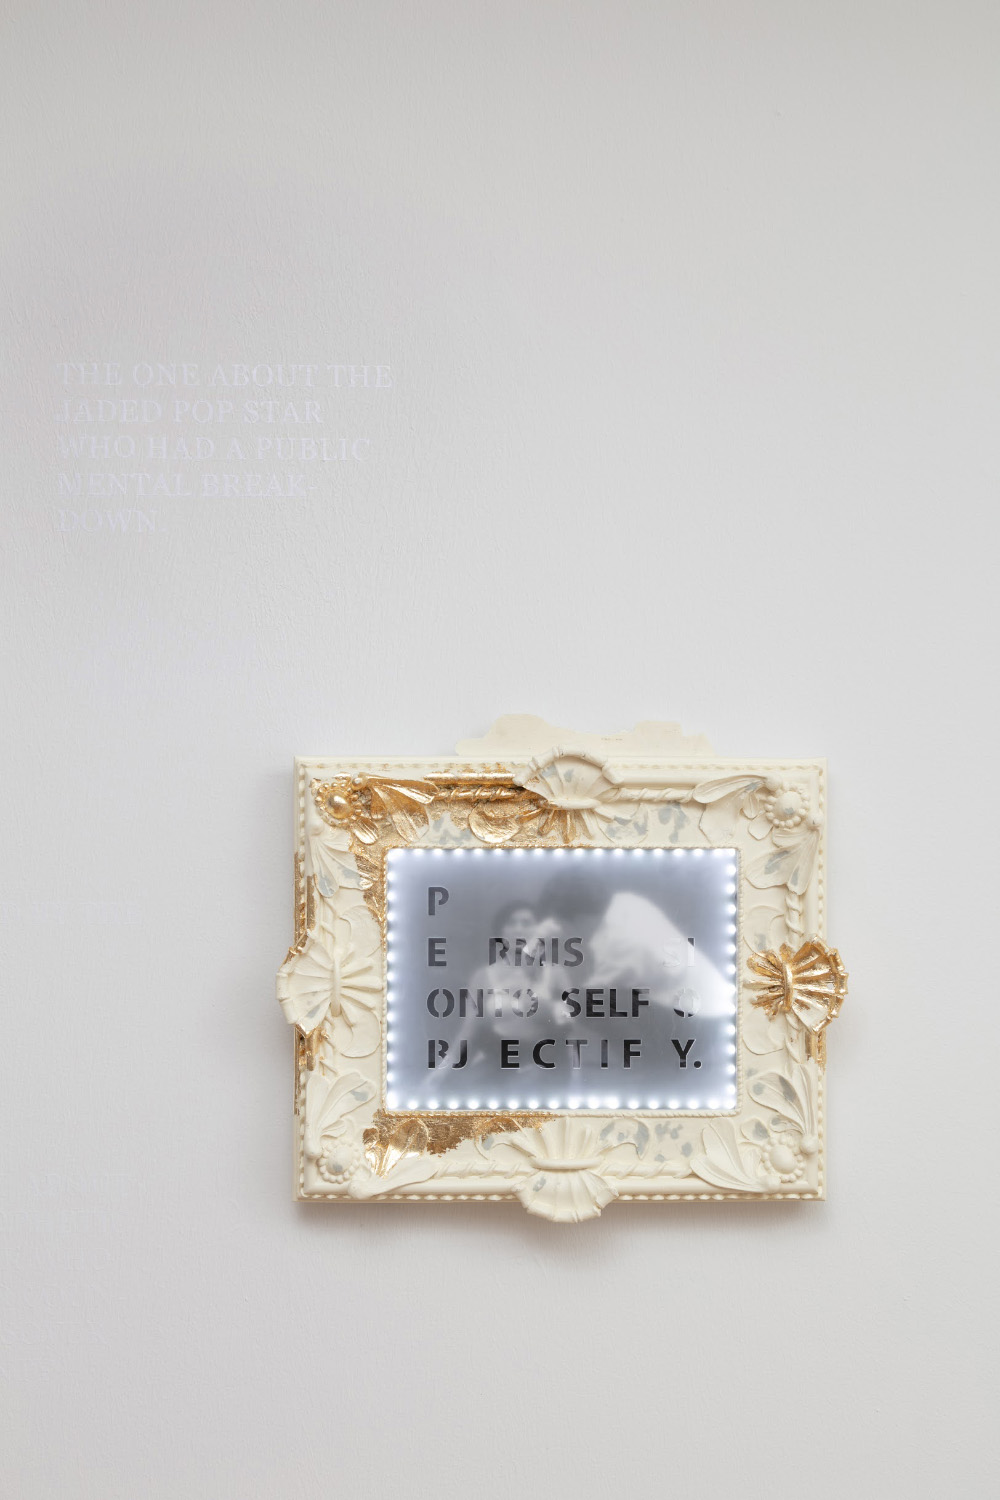 THE ONE ABOUT THE
JADED POP STAR
WHO HAD A PUBLIC
MENTAL BREAK-
DOWN.
P
E RMIS SI
ONTO SELF O
BJ ECTIF Y.